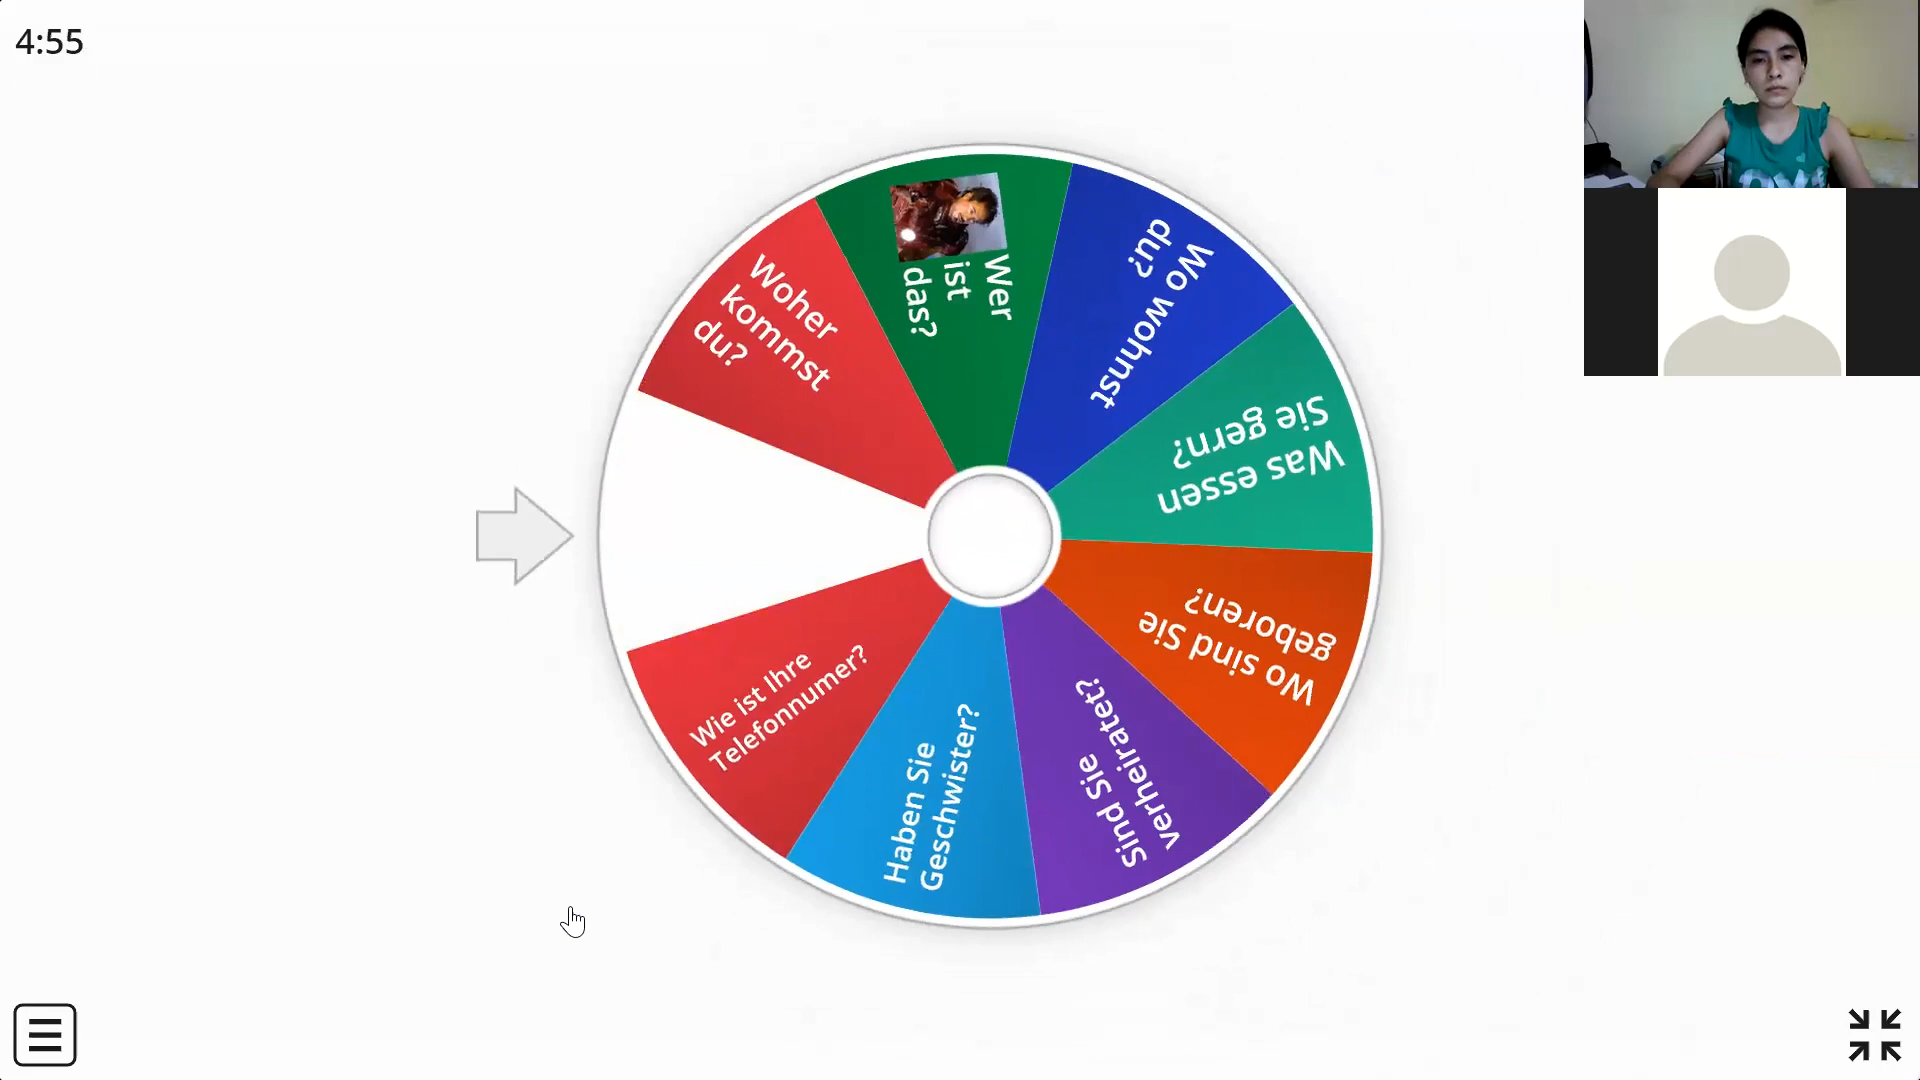 4:55
Woher
kommst
du?
Wer
ist
das?
Wo wohnst
du?
Was essen
Sie gern?
Wo sind Sie
geboren?
Sind Sie
verheiratet?
Haben Sie
Geschwister?
Wie ist Ihre
Telefonnumer?